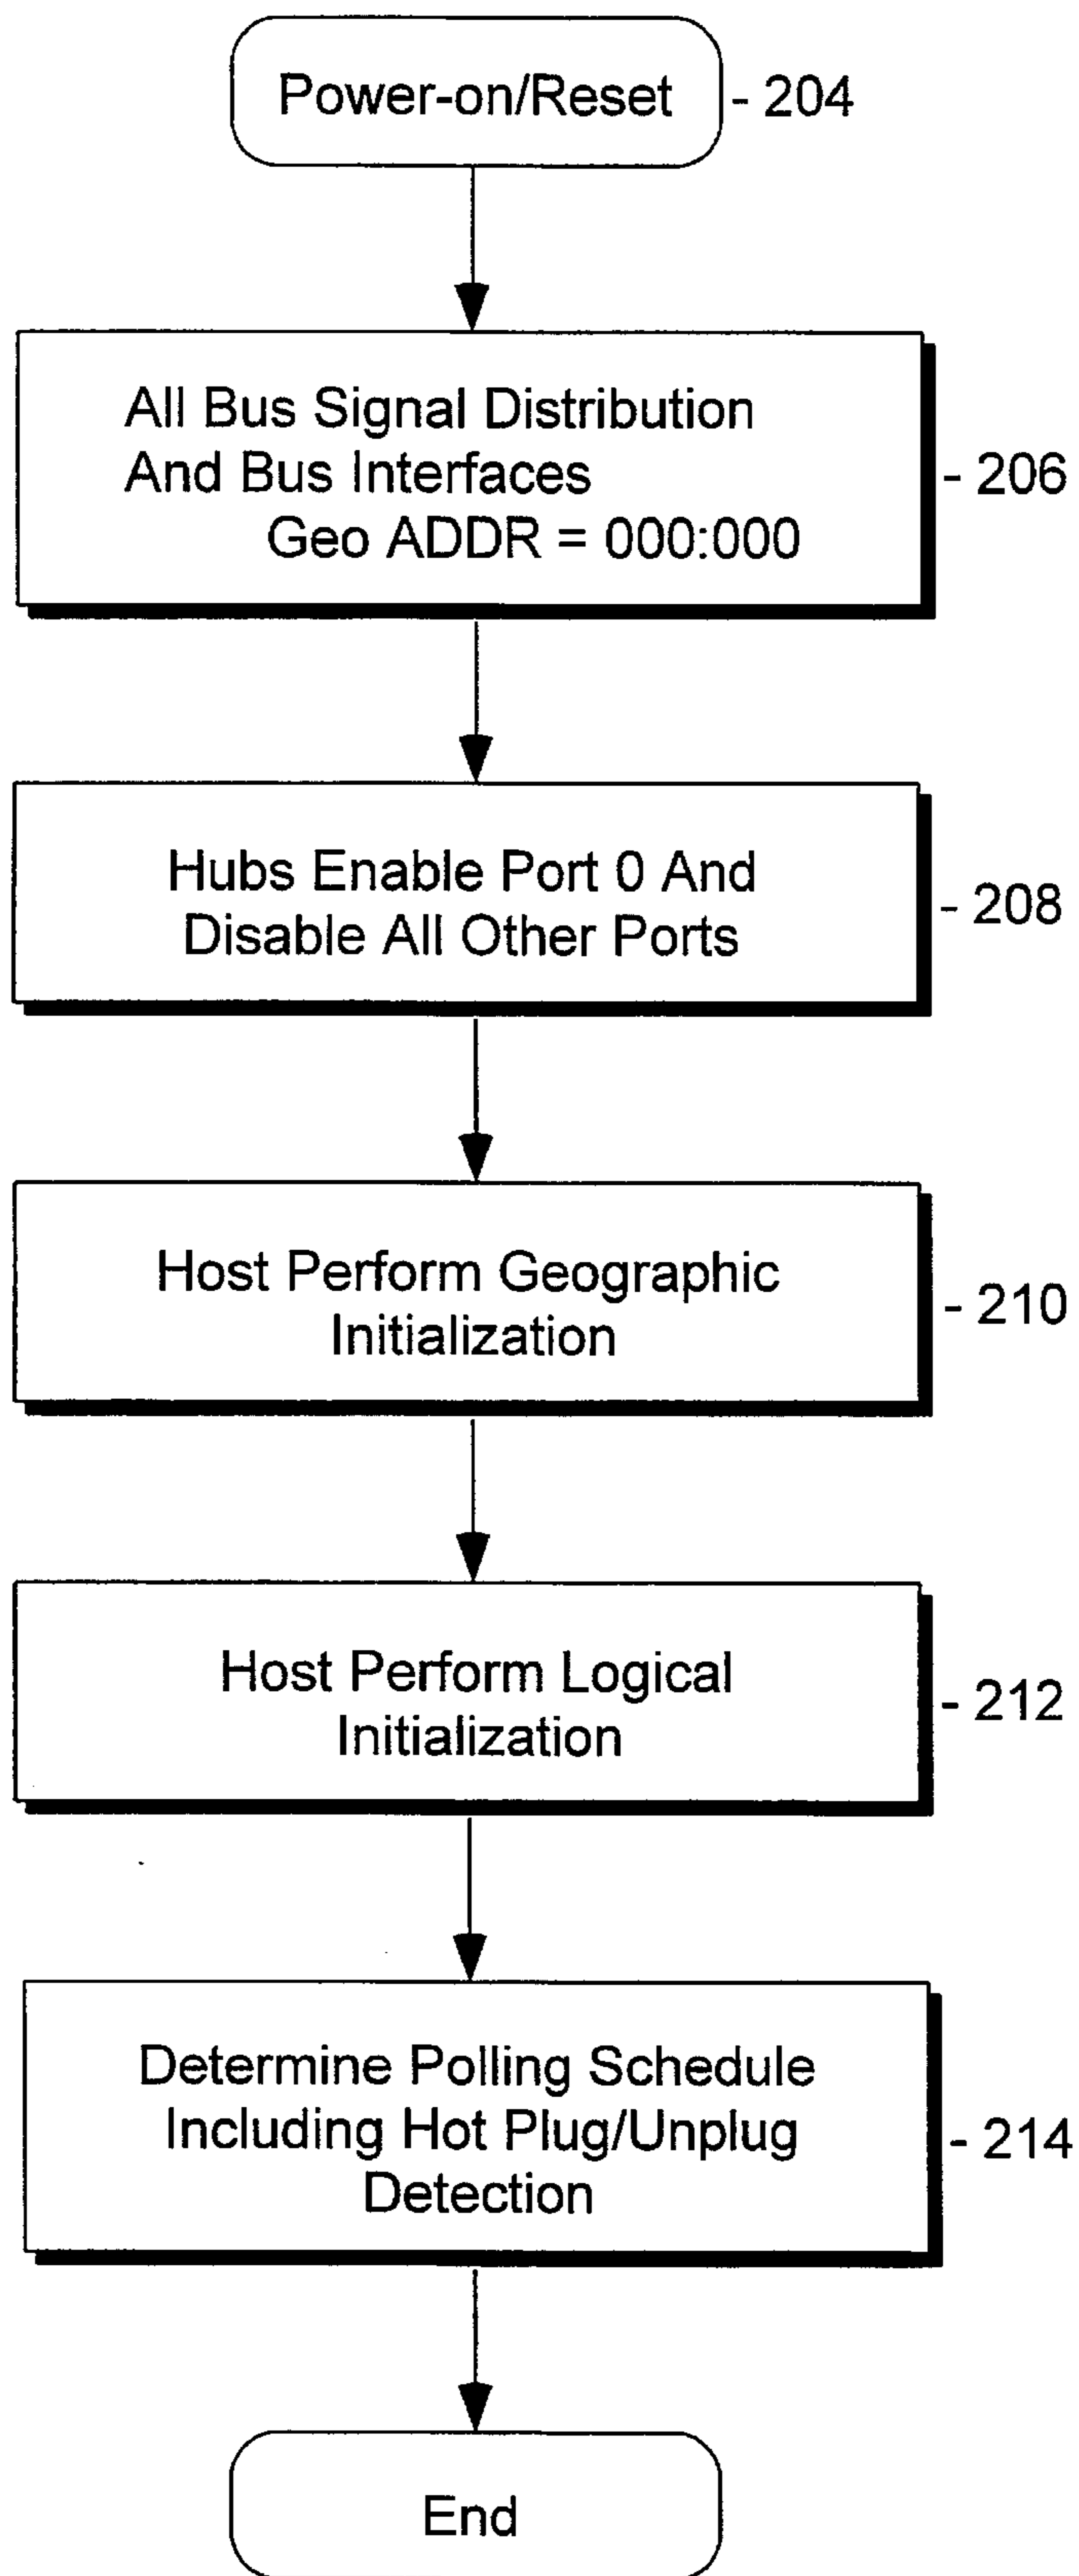 Power-on/Reset - 204
All Bus Signal Distribution
And Bus Interfaces - 206
Geo ADDR = 000:000
Hubs Enable Port 0 And
Disable All Other Ports - 208
Host Perform Geographic
Initialization - 210
Host Perform Logical
Initialization - 212
Determine Polling Schedule
Including Hot Plug/Unplug - 214
Detection
End